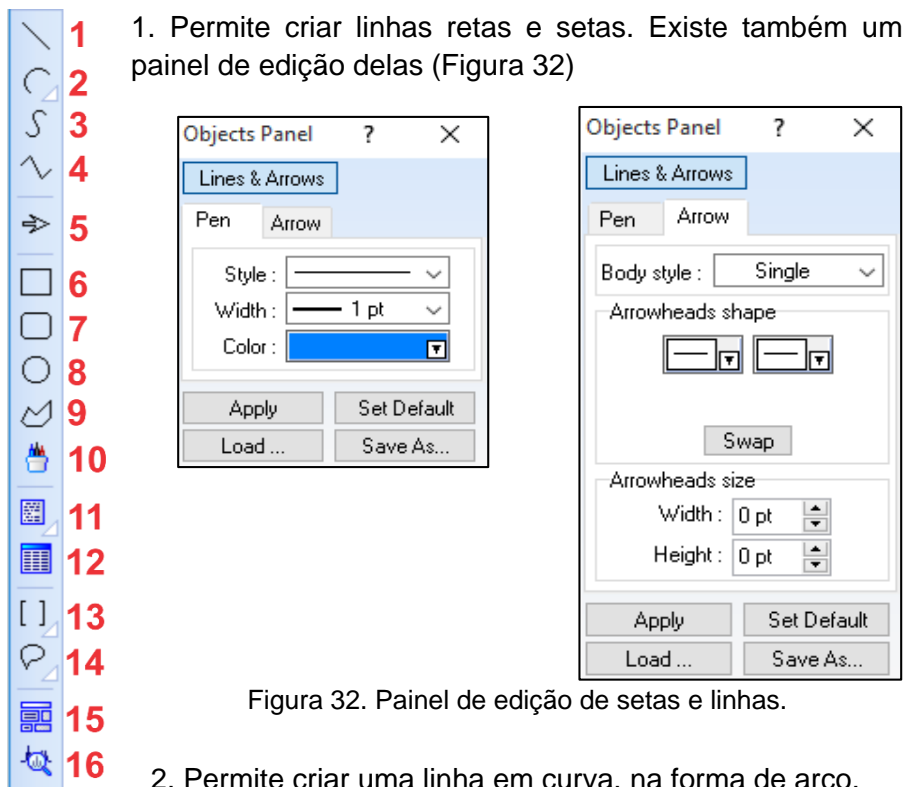 1
2
3
4
5
6
7
8
9
10
11
12
13
14
15
16
1. Permite criar linhas retas e setas. Existe também um
painel de edição delas (Figura 32)
Objects Panel ?
Lines & Arrows
Pen Arrow
Style :
Width : 1 pt
Color :
Apply Set Default
Load ... Save As...
Objects Panel ?
Lines & Arrows
Pen Arrow
Body style : Single
Arrowheads shape
Swap
Arrowheads size
Width : 0 pt
Height : 0 pt
Apply Set Default
Load ... Save As...
Figura 32. Painel de edição de setas e linhas.
2. Permite criar uma linha em curva, na forma de arco.